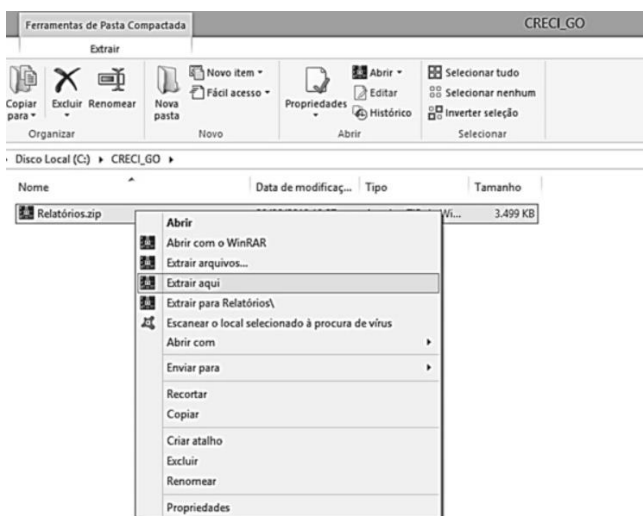 Ferramentas de Pasta Compactada
CRECI_GO
Extrair
Copiar para
Excluir
Renomear
Nova pasta
Novo item
Fácil acesso
Propriedades
Abrir
Editar
Histórico
Selecionar tudo
Selecionar nenhum
Inverter seleção
Organizar
Novo
Abrir
Selecionar
Disco Local (C:) CRECI_GO
Nome Data de modificaç... Tipo Tamanho
Relatórios.zip Wi... 3.499 KB
Abrir
Abrir com o WinRAR
Extrair arquivos...
Extrair aqui
Extrair para Relatórios\
Escanear o local selecionado à procura de vírus
Abrir com
Enviar para
Recortar
Copiar
Criar atalho
Excluir
Renomear
Propriedades